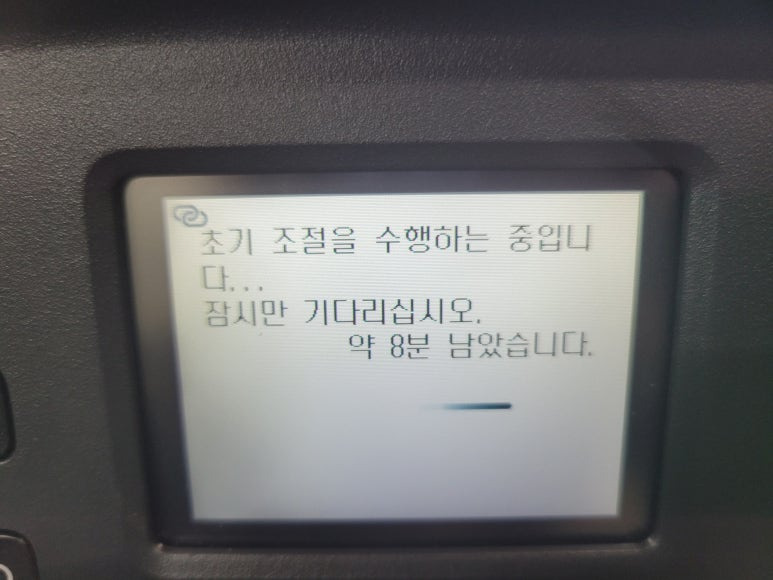 초기 조절을 수행하는 중입니
다...
잠시만 기다리십시오.
약 8분 남았습니다.